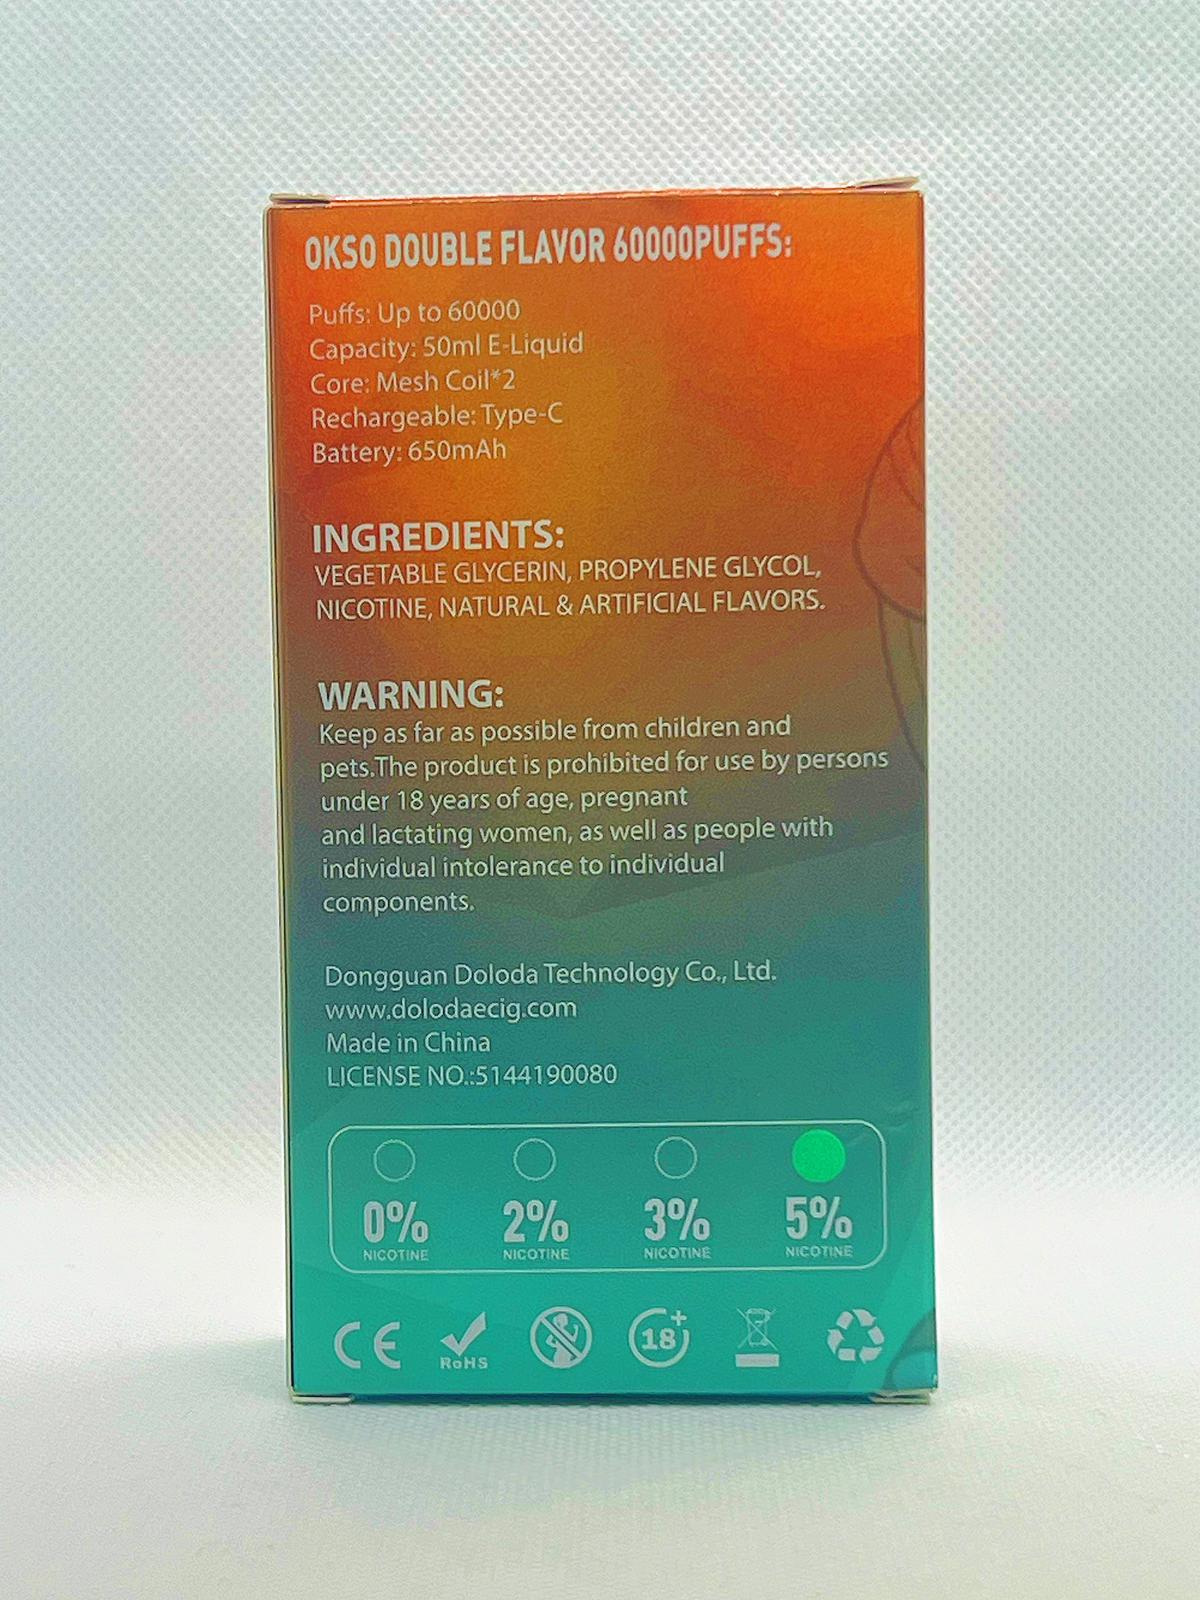 OKSO DOUBLE FLAVOR 60000PUFFS:
Puffs: Up to 60000
Capacity: 50ml E-Liquid
Core: Mesh Coil*2
Rechargeable: Type-C
Battery: 650mAh
INGREDIENTS:
VEGETABLE GLYCERIN, PROPYLENE GLYCOL,
NICOTINE, NATURAL & ARTIFICIAL FLAVORS.
WARNING:
Keep as far as possible from children and
pets.The product is prohibited for use by persons
under 18 years of age, pregnant
and lactating women, as well as people with
individual intolerance to individual
components.
Dongguan Doloda Technology Co., Ltd.
www.dolodaecig.com
Made in China
LICENSE NO.:5144190080
0% 2% 3% 5%
NICOTINE NICOTINE NICOTINE NICOTINE
CE RoHS 18+